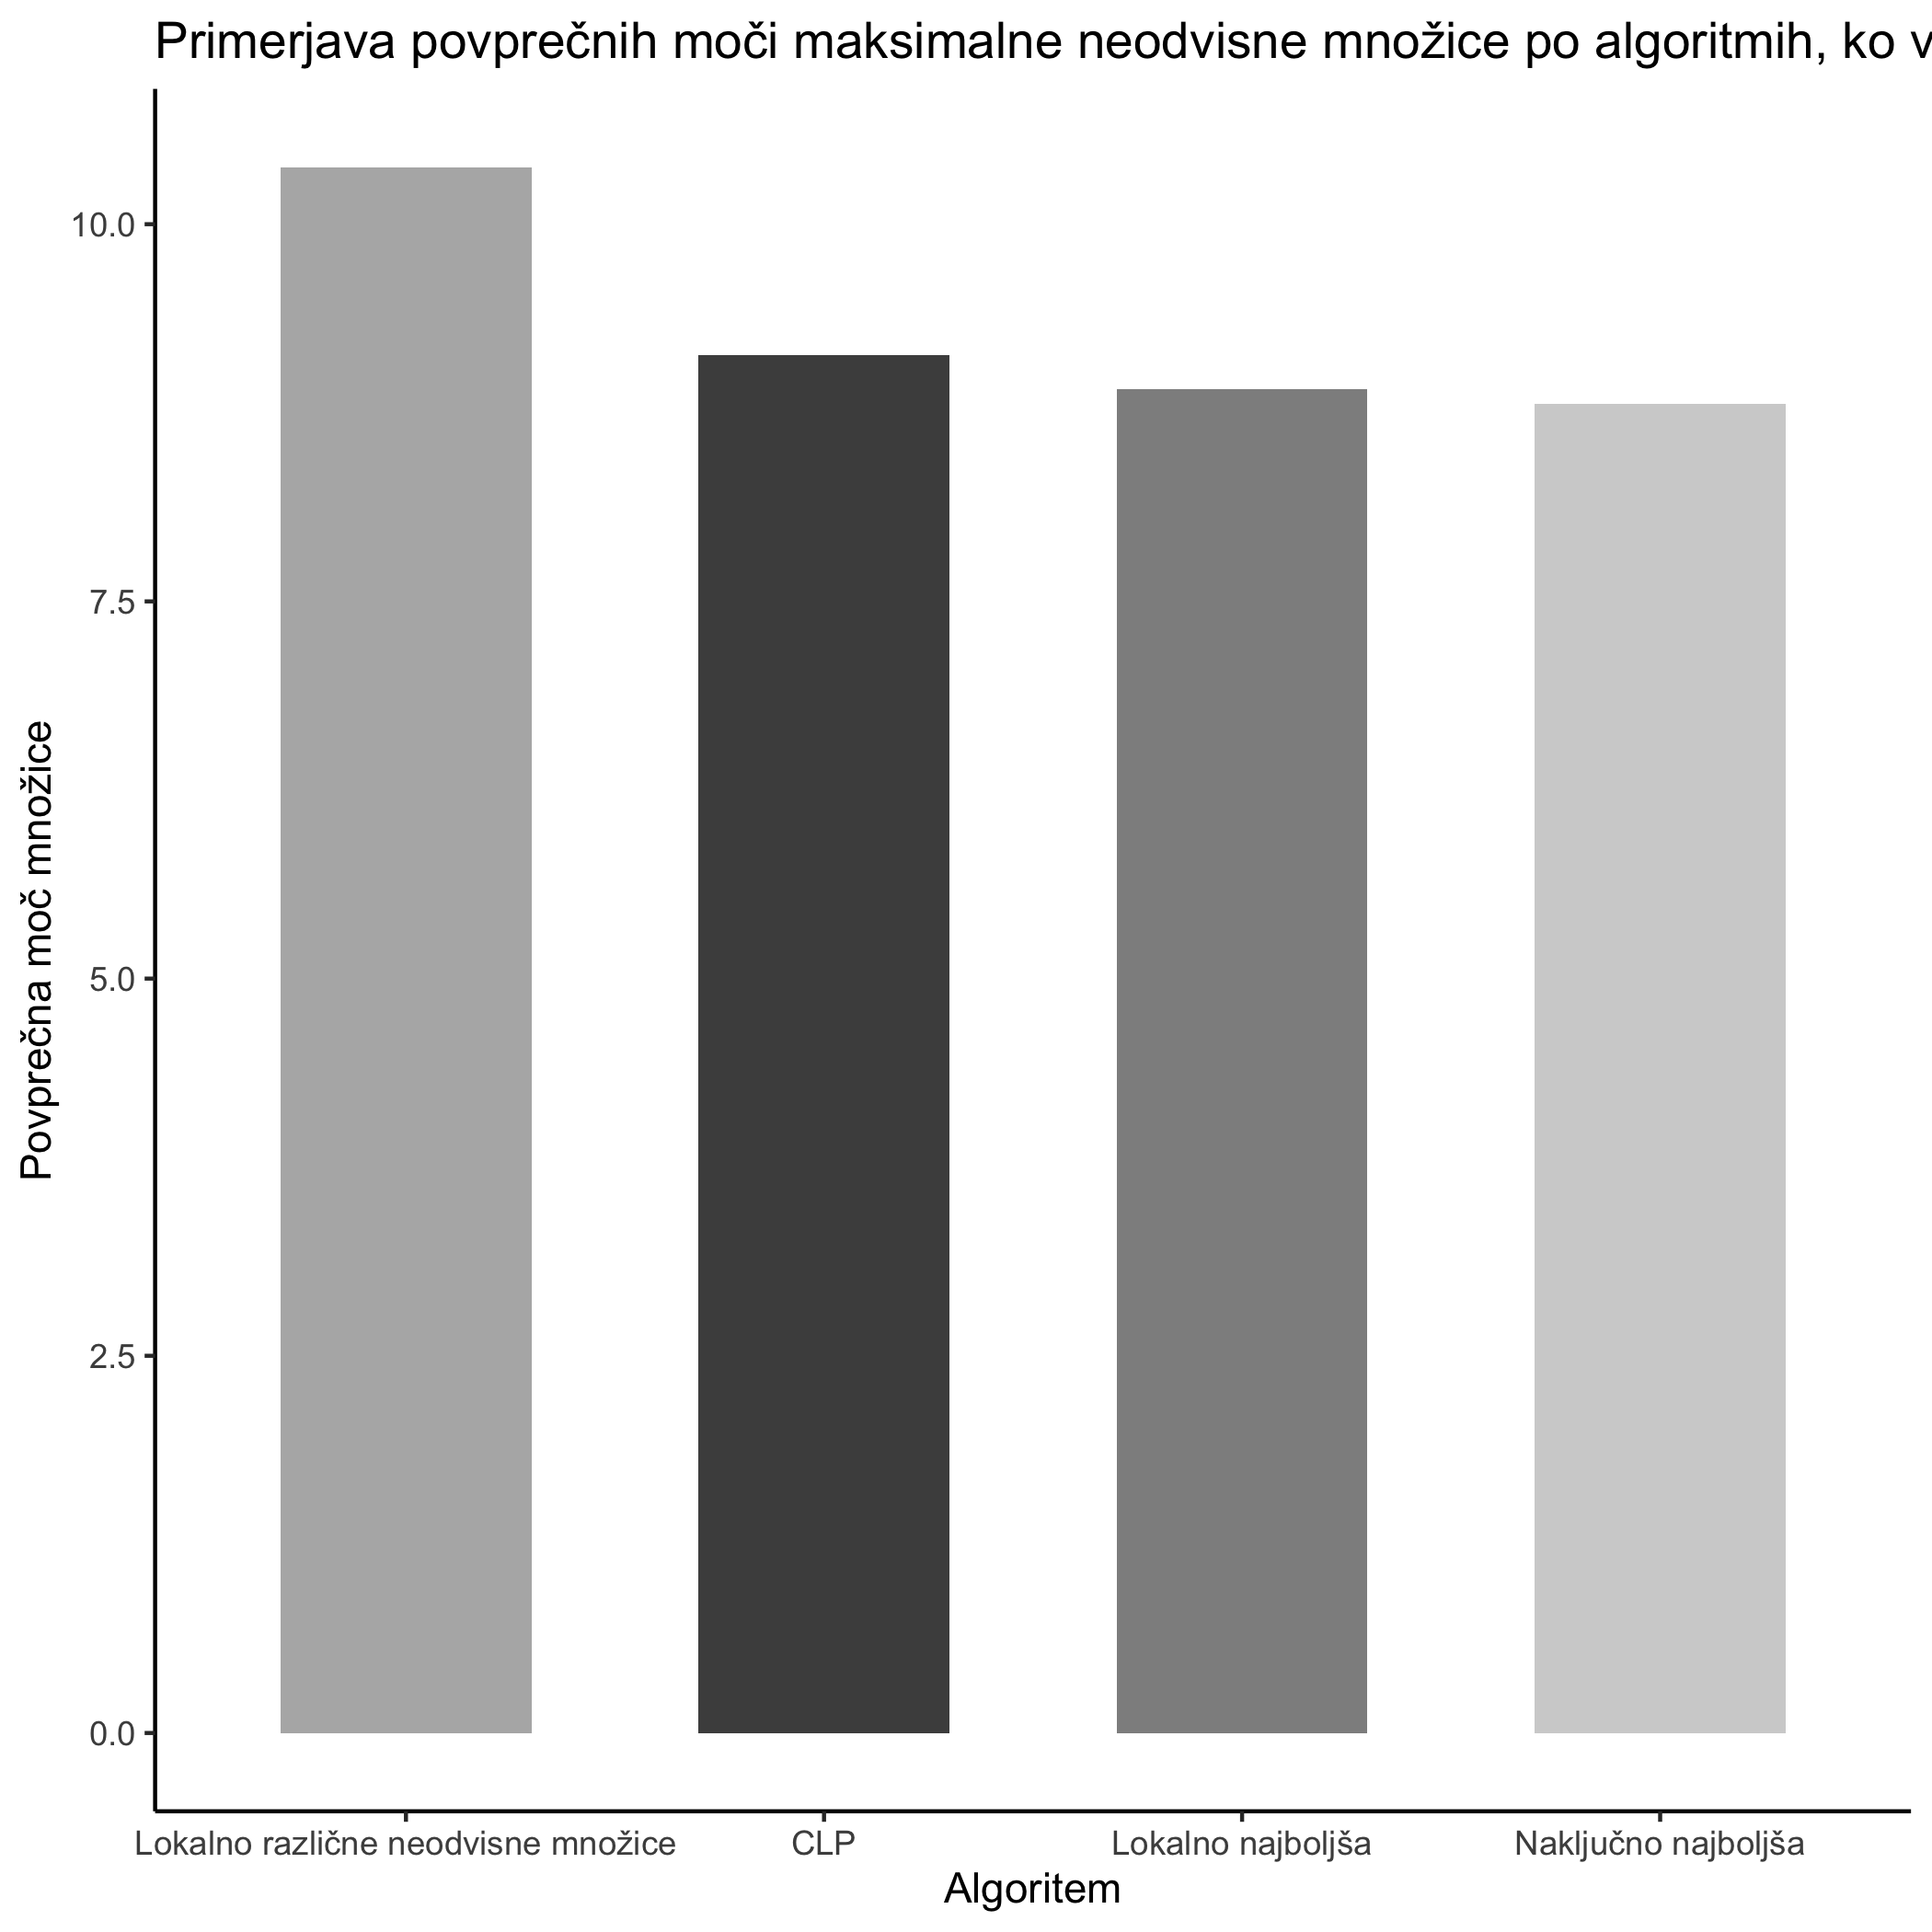 Primerjava povprečnih moči maksimalne neodvisne množice po algoritmih, ko v
Povprečna moč množice
10.0
7.5
5.0
2.5
0.0
Lokalno različne neodvisne množice
CLP
Lokalno najboljša
Naključno najboljša
Algoritem